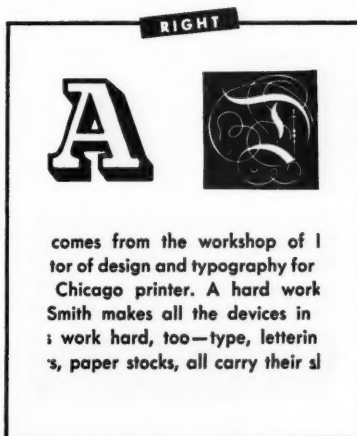 RIGHT
A
comes from the workshop of
tor of design and typography for
Chicago printer. A hard work
Smith makes all the devices in
work hard, too—type, letterin
s, paper stocks, all carry their